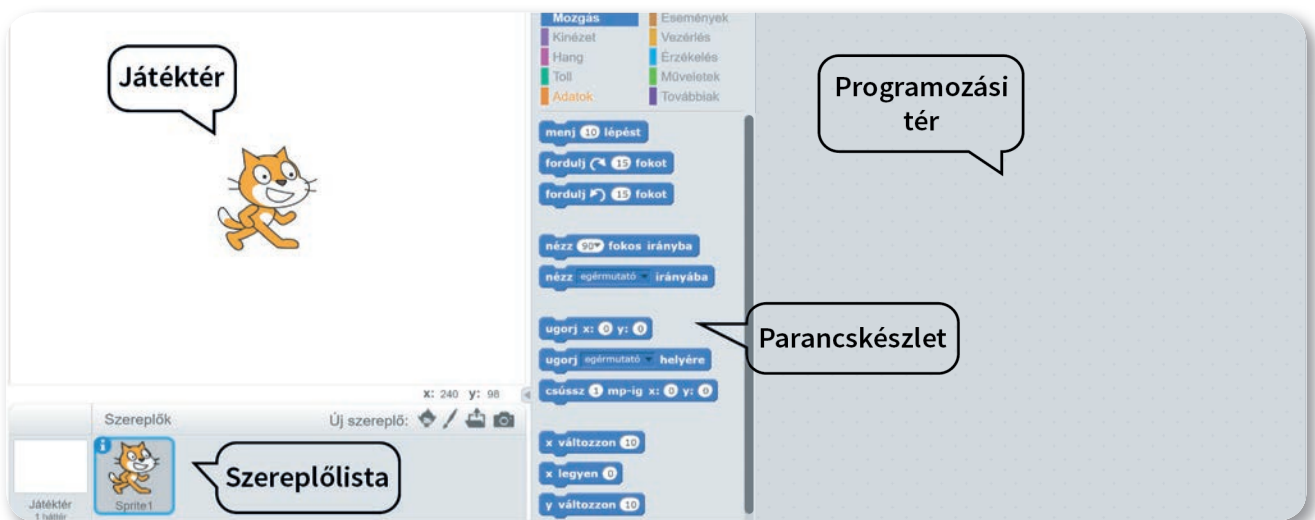 Játéktér
Mozgás
Események
Kinézet
Vezérlés
Hang
Érzékelés
Toll
Műveletek
Adatok
Továbbiak
menj 10 lépést
fordulj 15 fokot
fordulj 15 fokot
nézz 90 fokos irányba
nézz egérmutató irányába
ugorj x: 0 y: 0
ugorj egérmutató helyére
csússz 1 mp-ig x: 0 y: 0
x változzon 10
x legyen 0
y változzon 10
Programozási
tér
Parancskészlet
x: 240 y: 98
Szereplők
Új szereplő:
Sprite1
Szereplőlista
Játéktér
1 háttér